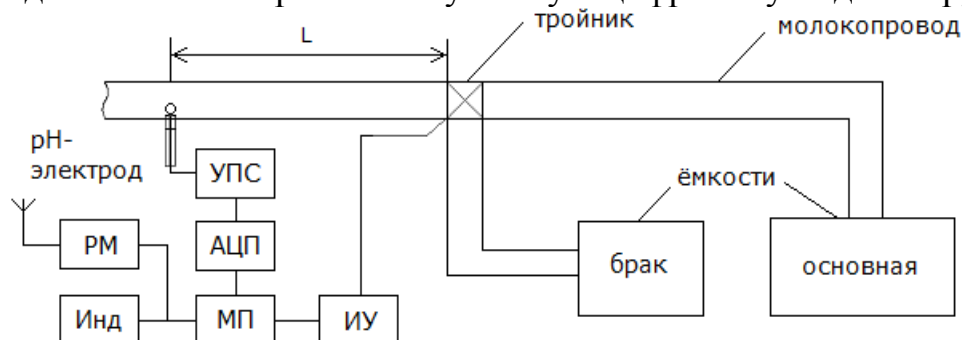 L
тройник
молокопровод
pH-
электрод
УПС
ёмкости
РМ
АЦП
брак
основная
Инд
МП
ИУ